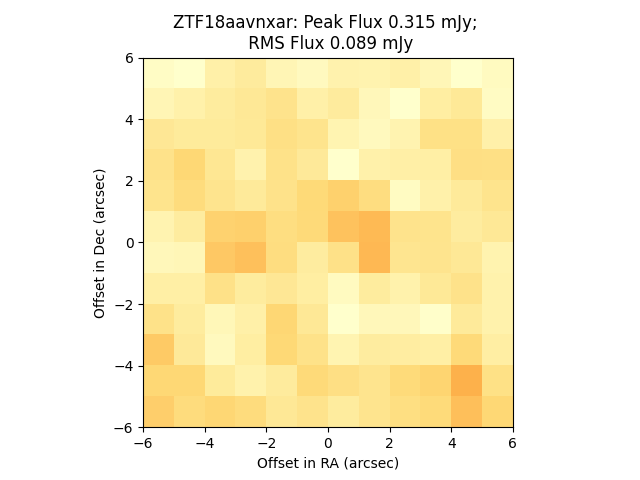 ZTF18aavnxar: Peak Flux 0.315 mJy;
RMS Flux 0.089 mJy
6
4
2
0
−2
−4
−6
Offset in Dec (arcsec)
−6 −4 −2 0 2 4 6
Offset in RA (arcsec)